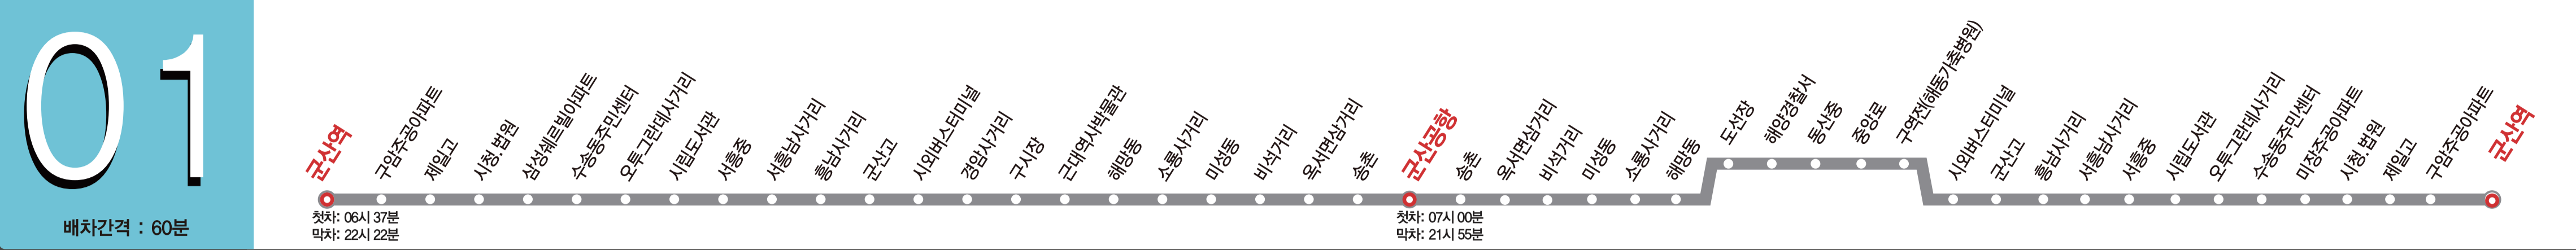 01
배차간격 : 60분
군산역
첫차: 06시 37분
막차: 22시 22분
구암주공아파트
제일고
시청.법원
삼성쉐르빌아파트
수송동주민센터
오투그란데사거리
시립도서관
서흥중
서흥남사거리
흥남사거리
군산고
시외버스터미널
경암사거리
구시장
근대역사박물관
해망동
소룡사거리
미성동
비석거리
옥서면삼거리
송촌
군산공항
첫차: 07시 00분
막차: 21시 55분
송촌
옥서면삼거리
비석거리
미성동
소룡사거리
해망동
도선장
해양경찰서
동신중
중앙로
구역전(해동가축병원)
시외버스터미널
군산고
흥남사거리
서흥남사거리
서흥중
시립도서관
오투그란데사거리
수송동주민센터
미장주공아파트
시청.법원
제일고
구암주공아파트
군산역